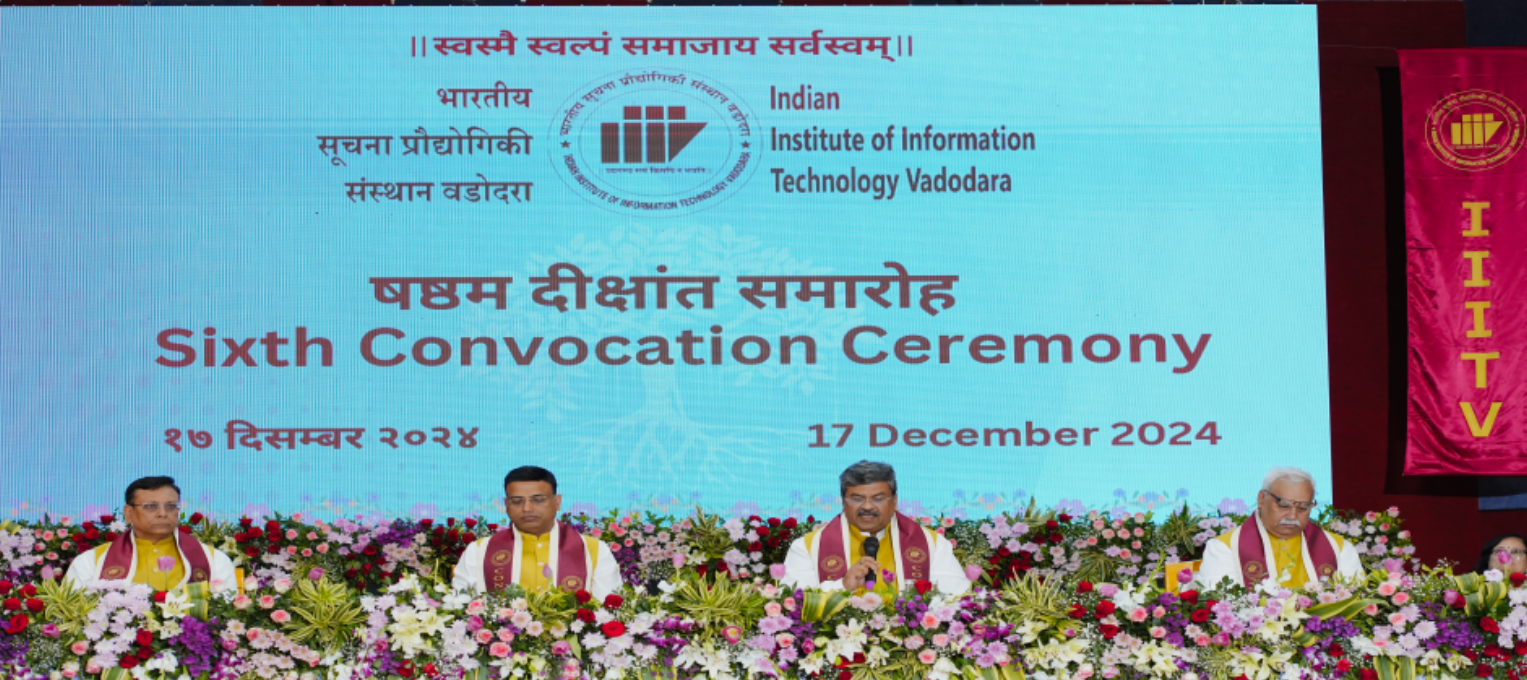 ||स्वस्मै स्वल्पं समाजाय सर्वस्वम्||
भारतीय
सूचना प्रौद्योगिकी
संस्थान वडोदरा
भारतीय सूचना प्रौद्योगिकी संस्थान वडोदरा
INDIAN INSTITUTE OF INFORMATION TECHNOLOGY VADODARA
Indian
Institute of Information
Technology Vadodara
षष्ठम दीक्षांत समारोह
Sixth Convocation Ceremony
१७ दिसम्बर २०२४
17 December 2024
I
I
I
T
V